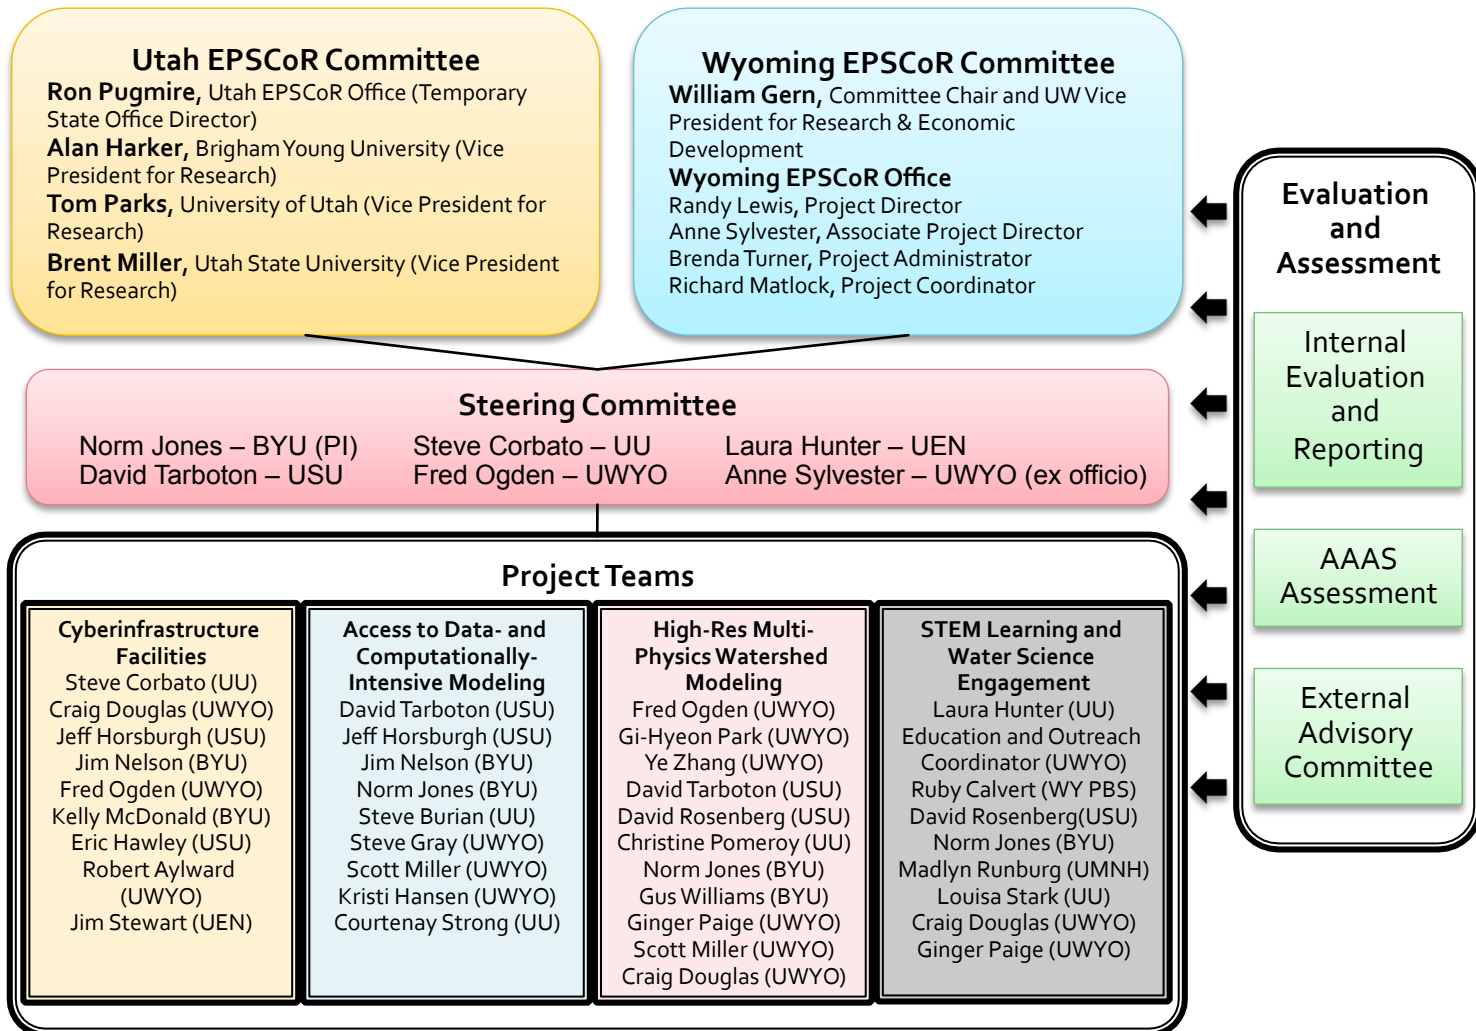 Utah EPSCoR Committee
Ron Pugmire, Utah EPSCoR Office (Temporary
State Office Director)
Alan Harker, Brigham Young University (Vice
President for Research)
Tom Parks, University of Utah (Vice President for
Research)
Brent Miller, Utah State University (Vice President
for Research)
Wyoming EPSCoR Committee
William Gern, Committee Chair and UW Vice
President for Research & Economic
Development
Wyoming EPSCoR Office
Randy Lewis, Project Director
Anne Sylvester, Associate Project Director
Brenda Turner, Project Administrator
Richard Matlock, Project Coordinator
Steering Committee
Norm Jones – BYU (PI)
David Tarboton – USU
Steve Corbato – UU
Fred Ogden – UWYO
Laura Hunter – UEN
Anne Sylvester – UWYO (ex officio)
Project Teams
Cyberinfrastructure
Facilities
Steve Corbato (UU)
Craig Douglas (UWYO)
Jeff Horsburgh (USU)
Jim Nelson (BYU)
Fred Ogden (UWYO)
Kelly McDonald (BYU)
Eric Hawley (USU)
Robert Aylward
(UWYO)
Jim Stewart (UEN)
Access to Data- and
Computationally-
Intensive Modeling
David Tarboton (USU)
Jeff Horsburgh (USU)
Jim Nelson (BYU)
Norm Jones (BYU)
Steve Burian (UU)
Steve Gray (UWYO)
Scott Miller (UWYO)
Kristi Hansen (UWYO)
Courtenay Strong (UU)
High-Res Multi-
Physics Watershed
Modeling
Fred Ogden (UWYO)
Gi-Hyeon Park (UWYO)
Ye Zhang (UWYO)
David Tarboton (USU)
David Rosenberg (USU)
Christine Pomeroy (UU)
Norm Jones (BYU)
Gus Williams (BYU)
Ginger Paige (UWYO)
Scott Miller (UWYO)
Craig Douglas (UWYO)
STEM Learning and
Water Science
Engagement
Laura Hunter (UU)
Education and Outreach
Coordinator (UWYO)
Ruby Calvert (WY PBS)
David Rosenberg(USU)
Norm Jones (BYU)
Madlyn Runburg (UMNH)
Louisa Stark (UU)
Craig Douglas (UWYO)
Ginger Paige (UWYO)
Evaluation
and
Assessment
Internal
Evaluation
and
Reporting
AAAS
Assessment
External
Advisory
Committee